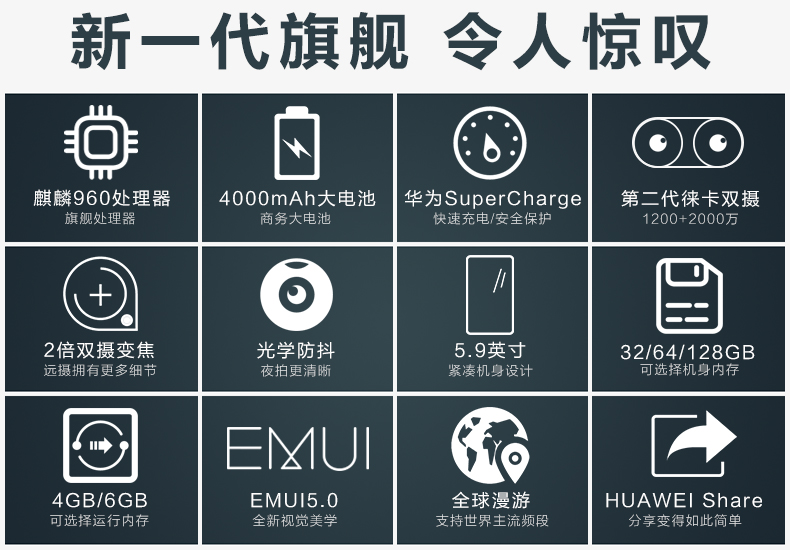 新一代旗舰 令人惊叹
麒麟960处理器
旗舰处理器
4000mAh大电池
商务大电池
华为SuperCharge
快速充电/安全保护
第二代徕卡双摄
1200+2000万
2倍双摄变焦
远摄拥有更多细节
光学防抖
夜拍更清晰
5.9英寸
紧凑机身设计
32/64/128GB
可选择机身内存
4GB/6GB
可选择运行内存
EMUI
EMUI5.0
全新视觉美学
全球漫游
支持世界主流频段
HUAWEI Share
分享变得如此简单